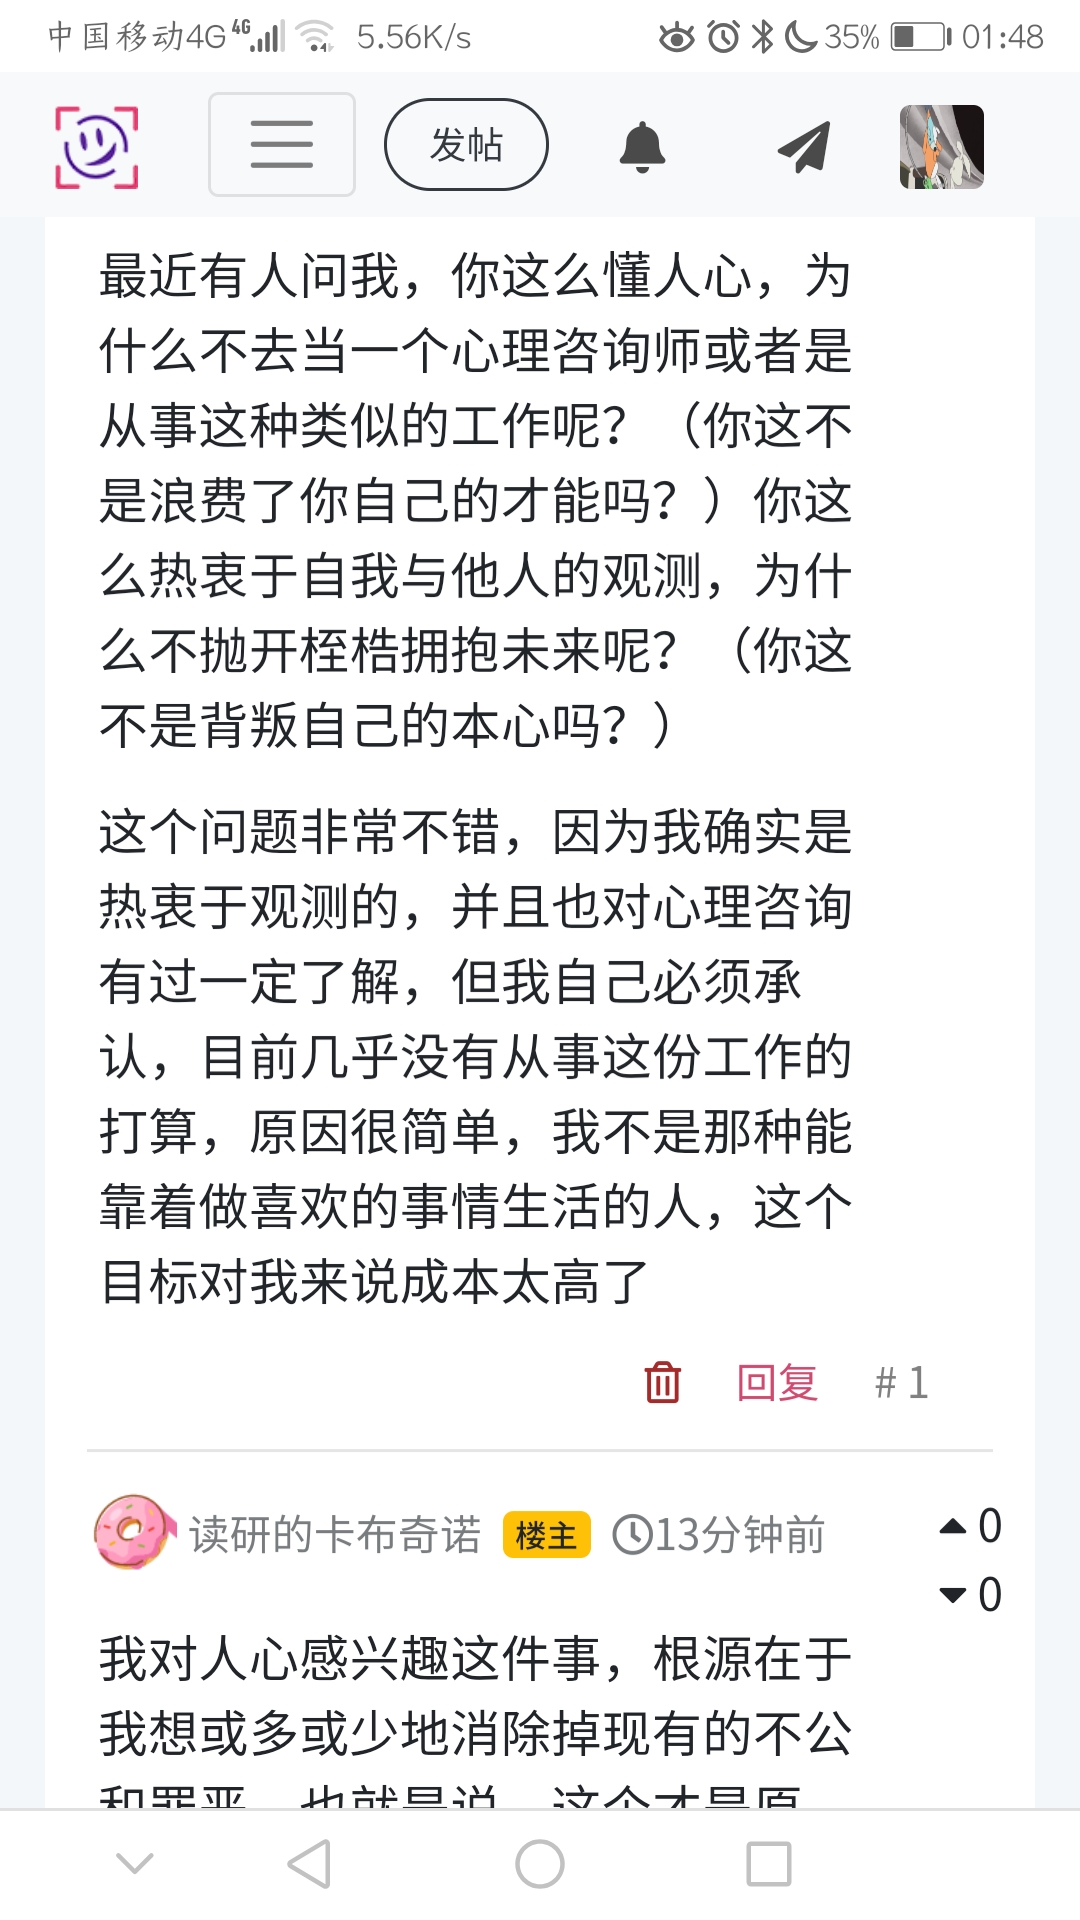 中国移动4G 4G 5.56K/s 35% 01:48
发帖
最近有人问我，你这么懂人心，为
什么不去当一个心理咨询师或者是
从事这种类似的工作呢？（你这不
是浪费了你自己的才能吗？）你这
么热衷于自我与他人的观测，为什
么不抛开桎梏拥抱未来呢？（你这
不是背叛自己的本心吗？）
这个问题非常不错，因为我确实是
热衷于观测的，并且也对心理咨询
有过一定了解，但我自己必须承
认，目前几乎没有从事这份工作的
打算，原因很简单，我不是那种能
靠着做喜欢的事情生活的人，这个
目标对我来说成本太高了
回复 # 1
读研的卡布奇诺 楼主 13分钟前 0
0
我对人心感兴趣这件事，根源在于
我想或多或少地消除掉现有的不公
和罪恶，也就是说，这个才是原